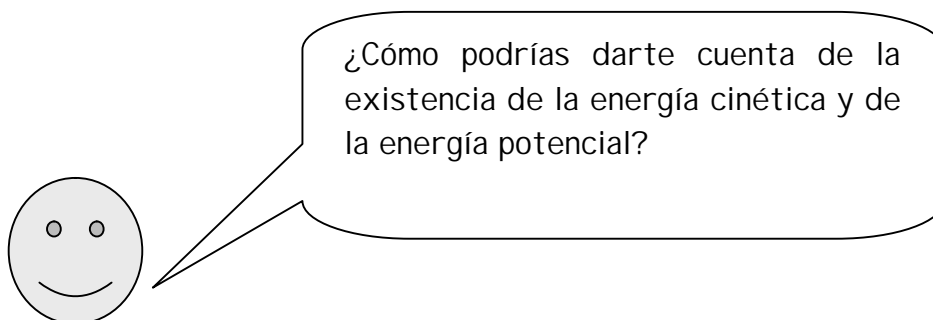 ¿Cómo podrías darte cuenta de la
existencia de la energía cinética y de
la energía potencial?